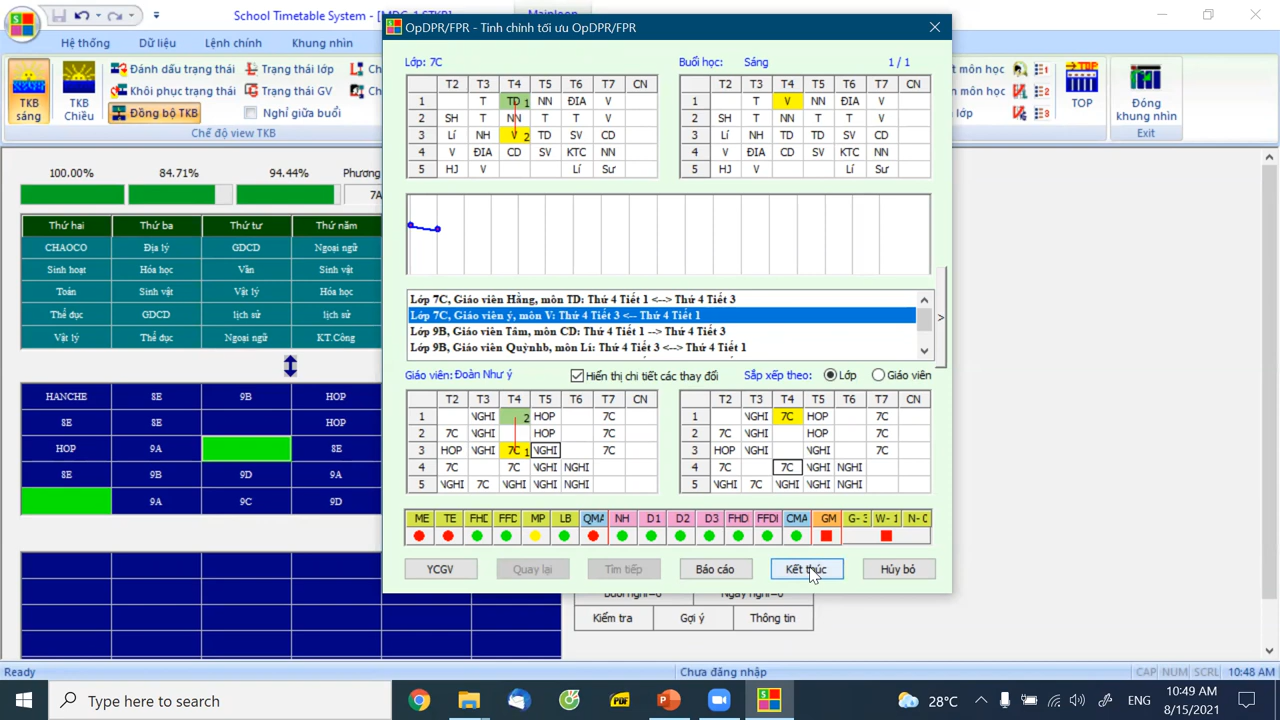 School Timetable System - [MPC-1.STK]
OpDPR/FPR - Tinh chỉnh tối ưu OpDPR/FPR
Hệ thống Dữ liệu Lệnh chính Khung nhìn
TKB sáng
TKB Chiều
Đánh dấu trạng thái
Khôi phục trạng thái
Đồng bộ TKB
Trạng thái lớp
Trạng thái GV
Nghỉ giữa buổi
Chế độ view TKB
môn học
môn học
lớp
TOP
TOP
Đóng khung nhìn
Exit
100.00% 84.71% 94.44% Phương
7A
Thứ hai Thứ ba Thứ tư Thứ năm
CHAOCO Địa lý GDCD Ngoại ngữ
Sinh hoạt Hóa học Văn Sinh vật
Toán Sinh vật Vật lý Hóa học
Thể dục GDCD lịch sử lịch sử
Vật lý Thể dục Ngoại ngữ KT.Công
HANCHE 8E 9B HOP
8E 8E HOP
HOP 9A 8E
8E 9B 9D 9A
9A 9C 9D
Lớp: 7C
T2 T3 T4 T5 T6 T7 CN
1 T TD 1 NN ĐIA V
2 SH T NN T T V
3 Lí NH V 2 TD SV CD
4 V ĐIA CD SV KTC NN
5 HJ V Lí Sư
Buổi học: Sáng 1 / 1
T2 T3 T4 T5 T6 T7 CN
1 T V NN ĐIA V
2 SH T NN T T V
3 Lí NH TD TD SV CD
4 V ĐIA CD SV KTC NN
5 HJ V Lí Sư
Lớp 7C, Giáo viên Hằng, môn TD: Thứ 4 Tiết 1 <--> Thứ 4 Tiết 3
Lớp 7C, Giáo viên ý, môn V: Thứ 4 Tiết 3 <-- Thứ 4 Tiết 1
Lớp 9B, Giáo viên Tâm, môn CD: Thứ 4 Tiết 1 --> Thứ 4 Tiết 3
Lớp 9B, Giáo viên Quỳnhb, môn Lí: Thứ 4 Tiết 3 <--> Thứ 4 Tiết 1
>
Giáo viên: Đoàn Như ý Hiển thị chi tiết các thay đổi Sắp xếp theo: Lớp Giáo viên
T2 T3 T4 T5 T6 T7 CN
1 NGHI 2 HOP 7C
2 7C NGHI HOP 7C
3 HOP NGHI 7C 1 NGHI
4 7C 7C NGHI NGHI
5 NGHI 7C NGHI NGHI NGHI
T2 T3 T4 T5 T6 T7 CN
1 NGHI 7C HOP 7C
2 7C NGHI HOP 7C
3 HOP NGHI NGHI
4 7C 7C NGHI NGHI
5 NGHI 7C NGHI NGHI NGHI
ME TE FHD FFD MP LB QMA NH D1 D2 D3 FHD FFDI CMA GM G- 3 W- 1 N- 0
YCGV Quay lại Tìm tiếp Báo cáo Kết thúc Hủy bỏ
Buổi nghỉ=0 Ngày nghỉ=0
Kiểm tra Gợi ý Thông tin
Ready Chưa đăng nhập CAP NUM SCRL 10:48 AM
Type here to search
PDF
28°C
ENG
10:49 AM
8/15/2021